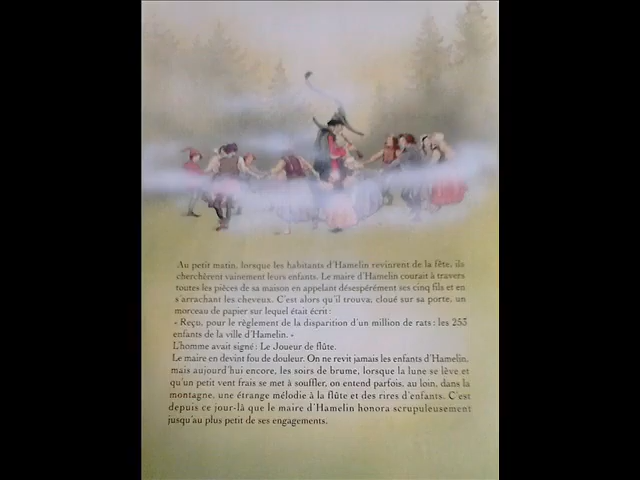 Au petit matin, lorsque les habitants d'Hamelin revinrent de la fête, ils
cherchèrent vainement leurs enfants. Le maire d'Hamelin courait à travers
toutes les pièces de sa maison en appelant désespérément ses cinq fils et en
s'arrachant les cheveux. C'est alors qu'il trouva, cloué sur sa porte, un
morceau de papier sur lequel était écrit :
« Reçu, pour le règlement de la disparition d'un million de rats : les 253
enfants de la ville d'Hamelin. »
L'homme avait signé : Le Joueur de flûte.
Le maire en devint fou de douleur. On ne revit jamais les enfants d'Hamelin,
mais aujourd'hui encore, les soirs de brume, lorsque la lune se lève et
qu'un petit vent frais se met à souffler, on entend parfois, au loin, dans la
montagne, une étrange mélodie à la flûte et des rires d'enfants. C'est
depuis ce jour-là que le maire d'Hamelin honora scrupuleusement
jusqu'au plus petit de ses engagements.